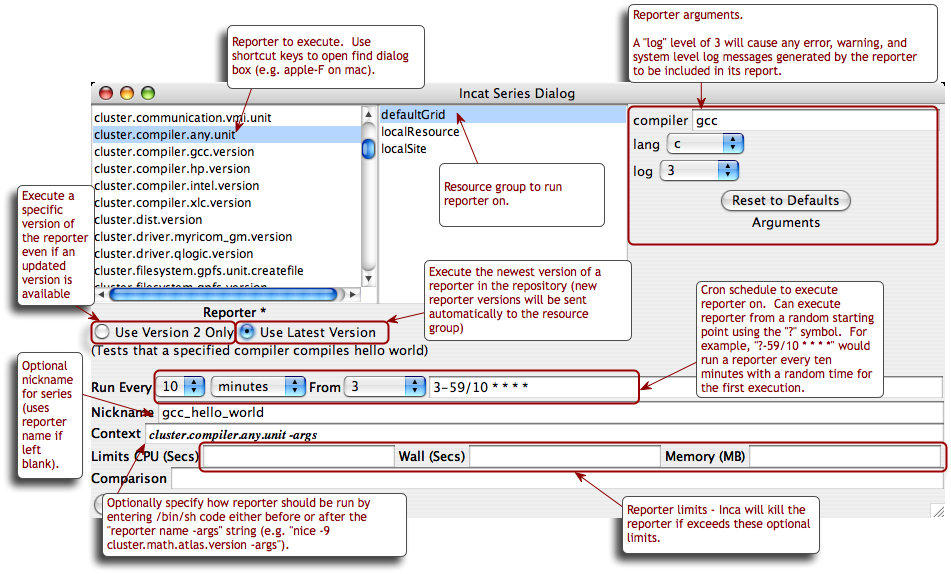 Reporter to execute.  Use
shortcut keys to open find dialog
box (e.g. apple-F on mac).
Reporter arguments.
A "log" level of 3 will cause any error, warning, and
system level log messages generated by the reporter
to be included in its report.
Incat Series Dialog
cluster.communication.vmi.unit
cluster.compiler.any.unit
cluster.compiler.gcc.version
cluster.compiler.hp.version
cluster.compiler.intel.version
cluster.compiler.xlc.version
cluster.dist.version
cluster.driver.myricom_gm.version
cluster.driver.qlogic.version
cluster.filesystem.gpfs.unit.createfile
cluster.filesystem.gpfs.version
defaultGrid
localResource
localSite
Resource group to run
reporter on.
compiler gcc
lang c
log 3
Reset to Defaults
Arguments
Execute a
specific
version of
the reporter
even if an
updated
version is
available
Execute the newest version of a
reporter in the repository (new
reporter versions will be sent
automatically to the resource
group)
Cron schedule to execute
reporter on.  Can execute
reporter from a random starting
point using the "?" symbol.  For
example, "?-59/10 * * * *" would
run a reporter every ten
minutes with a random time for
the first execution.
Reporter *
Use Version 2 Only
Use Latest Version
(Tests that a specified compiler compiles hello world)
Optional
nickname
for series
(uses
reporter
name if
left
blank).
Run Every 10 minutes From 3 3-59/10 * * * *
Nickname gcc_hello_world
Context cluster.compiler.any.unit -args
Limits CPU (Secs) Wall (Secs) Memory (MB)
Comparison
Optionally specify how reporter should be run by
entering /bin/sh code either before or after the
"reporter name -args" string (e.g. "nice -9
cluster.math.atlas.version -args").
Reporter limits - Inca will kill the
reporter if exceeds these optional
limits.